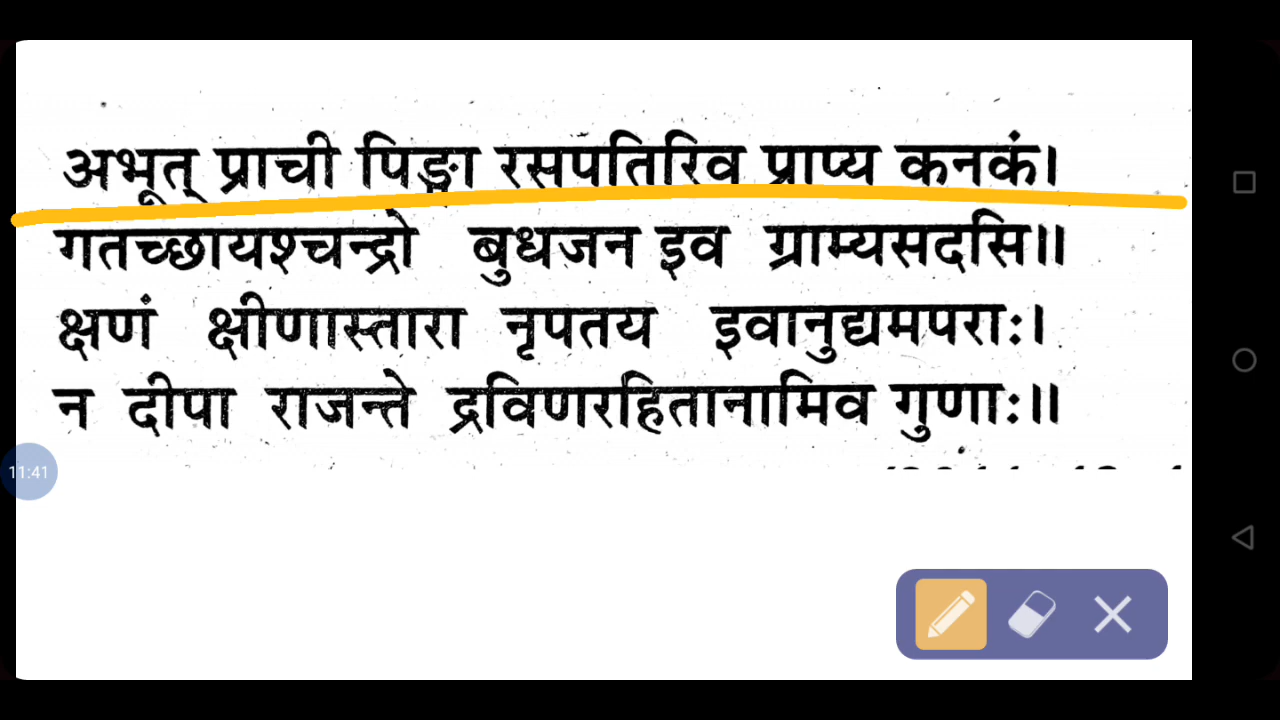 अभूत् प्राची पिङ्गा रसपतिरिव प्राप्य कनकं।
गतच्छायश्चन्द्रो बुधजन इव ग्राम्यसदसि॥
क्षणं क्षीणास्तारा नृपतय इवानुद्यमपराः।
न दीपा राजन्ते द्रविणरहितानामिव गुणाः॥
11:41